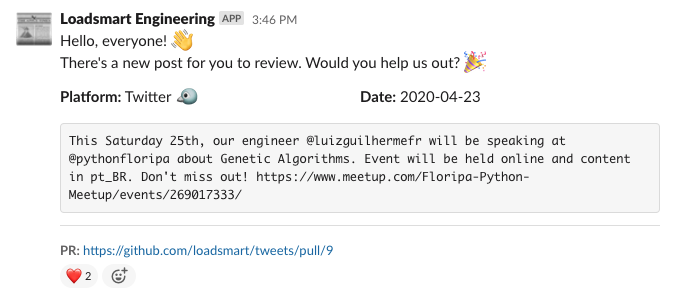 Loadsmart Engineering APP 3:46 PM
Hello, everyone! 👋
There's a new post for you to review. Would you help us out? 🎉
Platform: Twitter 🐦 Date: 2020-04-23
This Saturday 25th, our engineer @luizguilhermefr will be speaking at
@pythonfloripa about Genetic Algorithms. Event will be held online and content
in pt_BR. Don't miss out! https://www.meetup.com/Floripa-Python-
Meetup/events/269017333/
PR: https://github.com/loadsmart/tweets/pull/9
❤️ 2